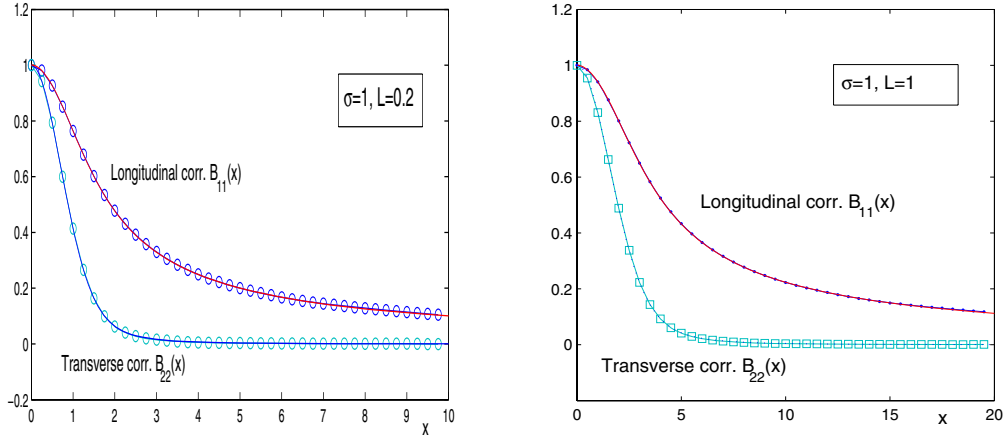 1.2
1
0.8
0.6
0.4
0.2
0
−0.2
σ=1, L=0.2
Longitudinal corr. B11(x)
Transverse corr. B22(x)
0 1 2 3 4 5 6 7 8 9 10
x
1.2
1
0.8
0.6
0.4
0.2
0
−0.2
σ=1, L=1
Longitudinal corr. B11(x)
Transverse corr. B22(x)
0 5 10 15 20
x